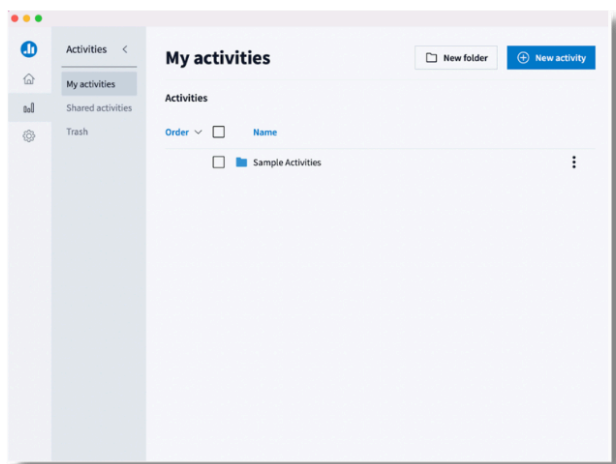 Activities
My activities
Shared activities
Trash
My activities
New folder
New activity
Activities
Order
Name
Sample Activities